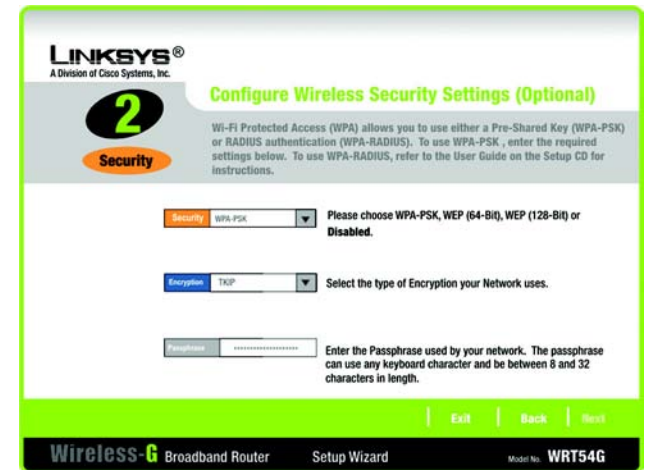 LINKSYS®
A Division of Cisco Systems, Inc.
2
Security
Configure Wireless Security Settings (Optional)
Wi-Fi Protected Access (WPA) allows you to use either a Pre-Shared Key (WPA-PSK)
or RADIUS authentication (WPA-RADIUS). To use WPA-PSK , enter the required
settings below. To use WPA-RADIUS, refer to the User Guide on the Setup CD for
instructions.
Security WPA-PSK
Please choose WPA-PSK, WEP (64-Bit), WEP (128-Bit) or
Disabled.
Encryption TKIP
Select the type of Encryption your Network uses.
Passphrase
Enter the Passphrase used by your network. The passphrase
can use any keyboard character and be between 8 and 32
characters in length.
Exit Back Next
Wireless-G Broadband Router Setup Wizard Model No. WRT54G